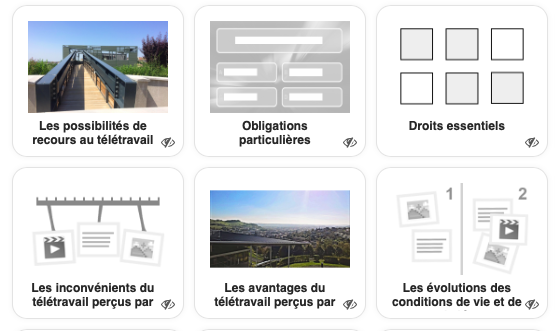 Les possibilités de
recours au télétravail
Obligations
particulières
Droits essentiels
1
2
Les inconvénients du
télétravail perçus par
Les avantages du
télétravail perçus par
Les évolutions des
conditions de vie et de